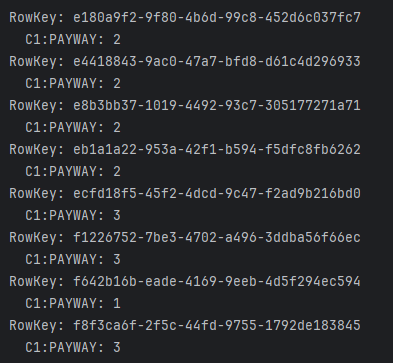 RowKey: e180a9f2-9f80-4b6d-99c8-452d6c037fc7
C1:PAYWAY: 2
RowKey: e4418843-9ac0-47a7-bfd8-d61c4d296933
C1:PAYWAY: 2
RowKey: e8b3bb37-1019-4492-93c7-305177271a71
C1:PAYWAY: 2
RowKey: eb1a1a22-953a-42f1-b594-f5dfc8fb6262
C1:PAYWAY: 2
RowKey: ecfd18f5-45f2-4dcd-9c47-f2ad9b216bd0
C1:PAYWAY: 3
RowKey: f1226752-7be3-4702-a496-3ddba56f66ec
C1:PAYWAY: 3
RowKey: f642b16b-eade-4169-9eeb-4d5f294ec594
C1:PAYWAY: 1
RowKey: f8f3ca6f-2f5c-44fd-9755-1792de183845
C1:PAYWAY: 3